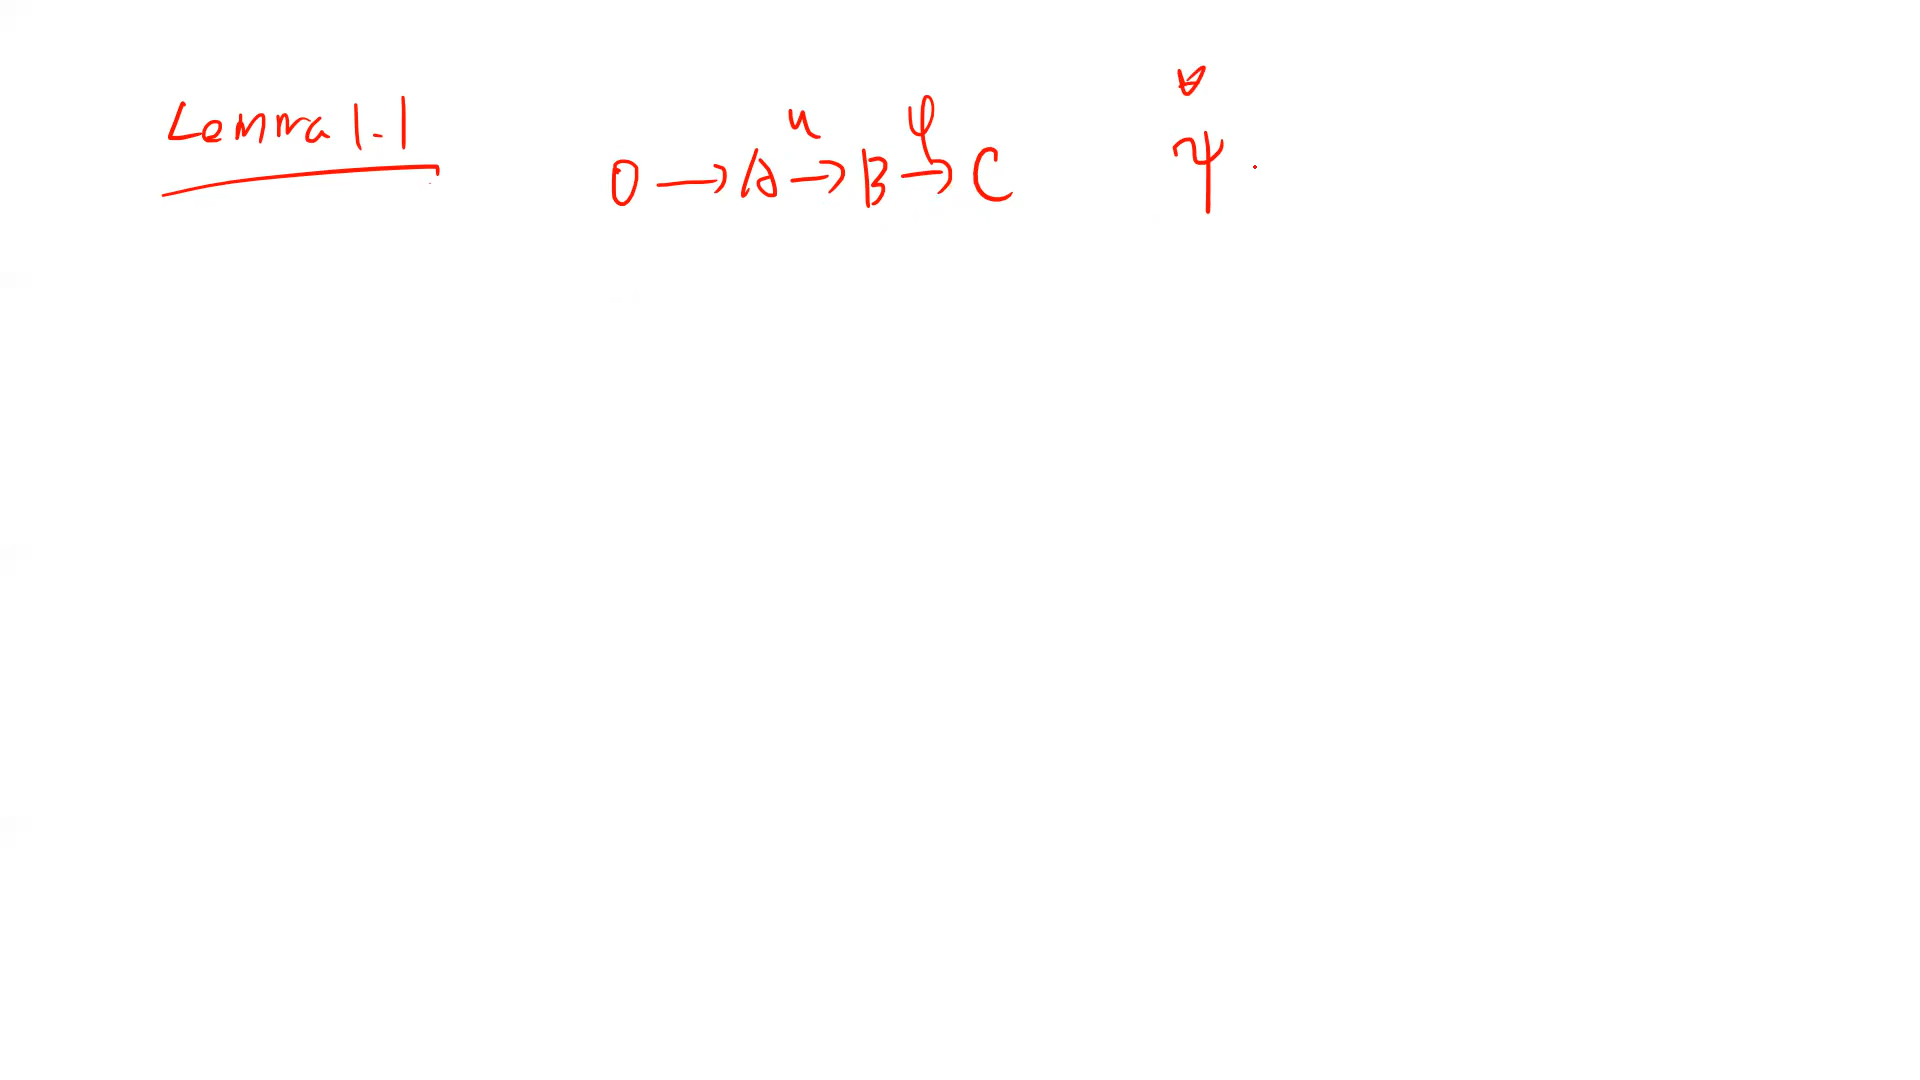 Lemma 1.1
0 → A →^u B →^φ C ∀ ψ .